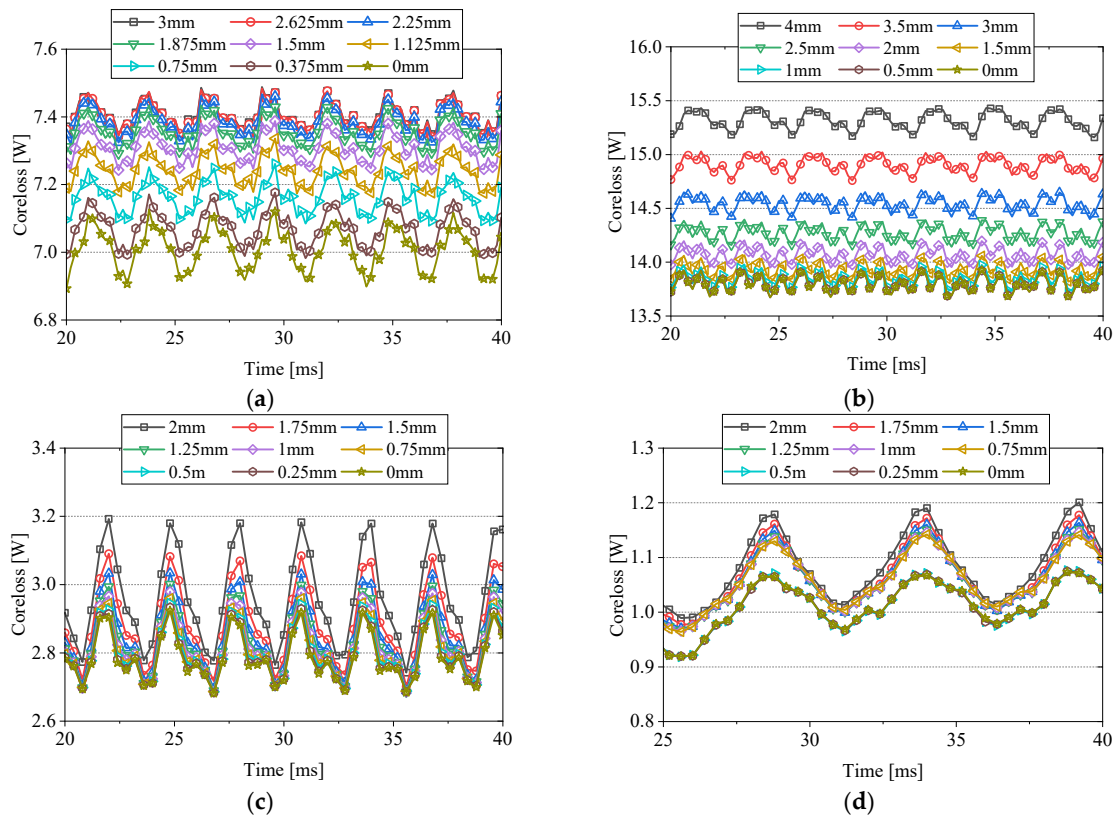 3mm 2.625mm 2.25mm
1.875mm 1.5mm 1.125mm
0.75mm 0.375mm 0mm
7.6
7.4
7.2
7.0
6.8
Coreloss [W]
20 25 30 35 40
Time [ms]
(a)
4mm 3.5mm 3mm
2.5mm 2mm 1.5mm
1mm 0.5mm 0mm
16.0
15.5
15.0
14.5
14.0
13.5
Coreloss [W]
20 25 30 35 40
Time [ms]
(b)
2mm 1.75mm 1.5mm
1.25mm 1mm 0.75mm
0.5m 0.25mm 0mm
3.4
3.2
3.0
2.8
2.6
Coreloss [W]
20 25 30 35 40
Time [ms]
(c)
2mm 1.75mm 1.5mm
1.25mm 1mm 0.75mm
0.5m 0.25mm 0mm
1.3
1.2
1.1
1.0
0.9
0.8
Coreloss [W]
25 30 35 40
Time [ms]
(d)